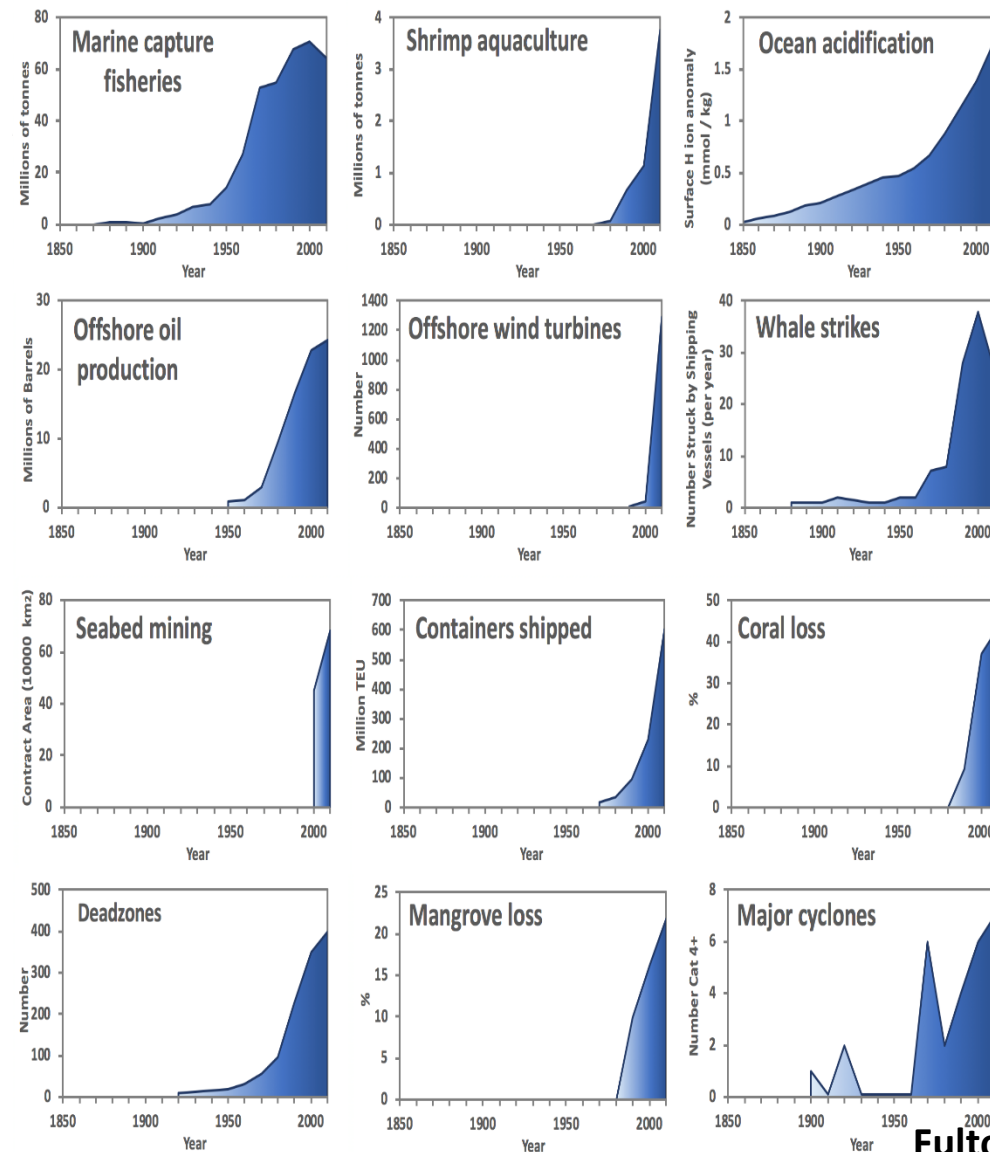 Marine capture
fisheries
Millions of tonnes
80
60
40
20
0
1850 1900 1950 2000
Year
Shrimp aquaculture
Millions of tonnes
4
3
2
1
0
1850 1900 1950 2000
Year
Ocean acidification
Surface H ion anomaly
(mmol / kg)
2
1.5
1
0.5
0
1850 1900 1950 2000
Year
Offshore oil
production
Millions of Barrels
30
20
10
0
1850 1900 1950 2000
Year
Offshore wind turbines
Number
1400
1200
1000
800
600
400
200
0
1850 1900 1950 2000
Year
Whale strikes
Number Struck by Shipping
Vessels (per year)
40
30
20
10
0
1850 1900 1950 2000
Year
Seabed mining
Contract Area (10000 km2)
80
60
40
20
0
1850 1900 1950 2000
Year
Containers shipped
Million TEU
700
600
500
400
300
200
100
0
1850 1900 1950 2000
Year
Coral loss
%
50
40
30
20
10
0
1850 1900 1950 2000
Year
Deadzones
Number
500
400
300
200
100
0
1850 1900 1950 2000
Year
Mangrove loss
%
25
20
15
10
5
0
1850 1900 1950 2000
Year
Major cyclones
Number Cat 4+
8
6
4
2
0
1850 1900 1950 2000
Year